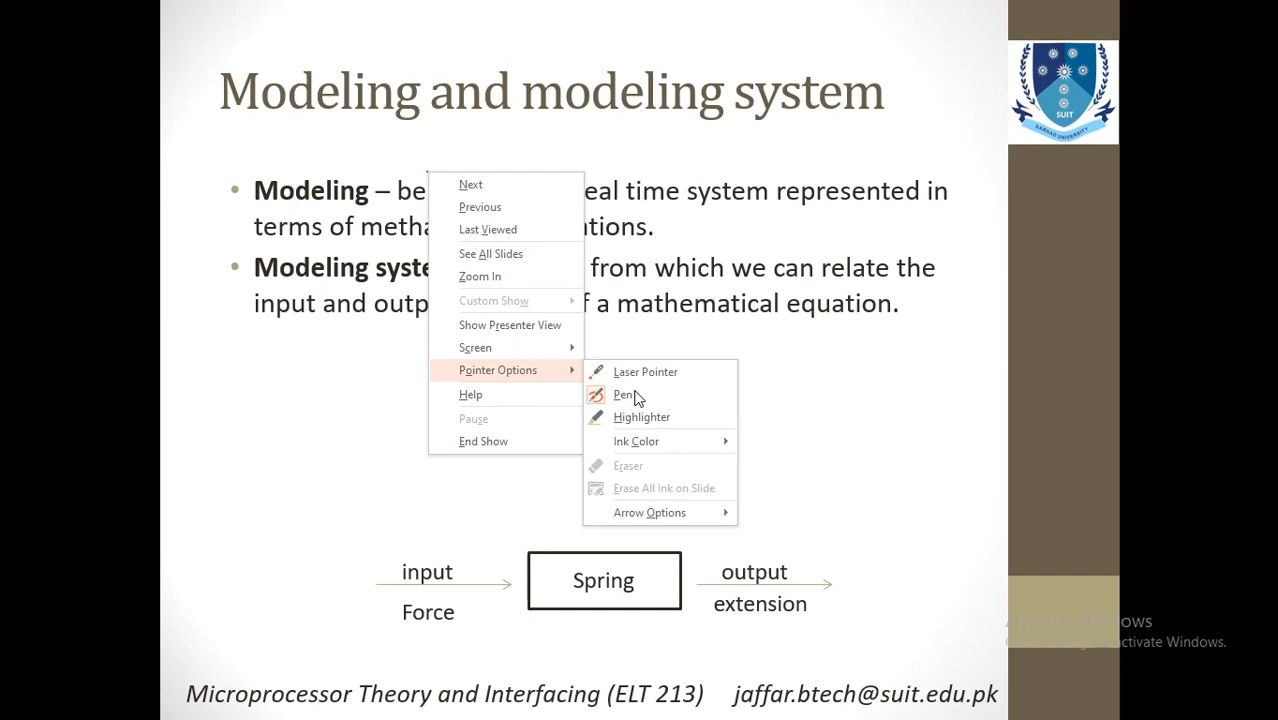 Modeling and modeling system
SUIT
SARHAD UNIVERSITY
• Modeling – be eal time system represented in
terms of metha ations.
• Modeling syste from which we can relate the
input and outp f a mathematical equation.
Next
Previous
Last Viewed
See All Slides
Zoom In
Custom Show
Show Presenter View
Screen
Pointer Options
Help
Pause
End Show
Laser Pointer
Pen
Highlighter
Ink Color
Eraser
Erase All Ink on Slide
Arrow Options
input
Force
Spring
output
extension
activate Windows.
Microprocessor Theory and Interfacing (ELT 213) jaffar.btech@suit.edu.pk